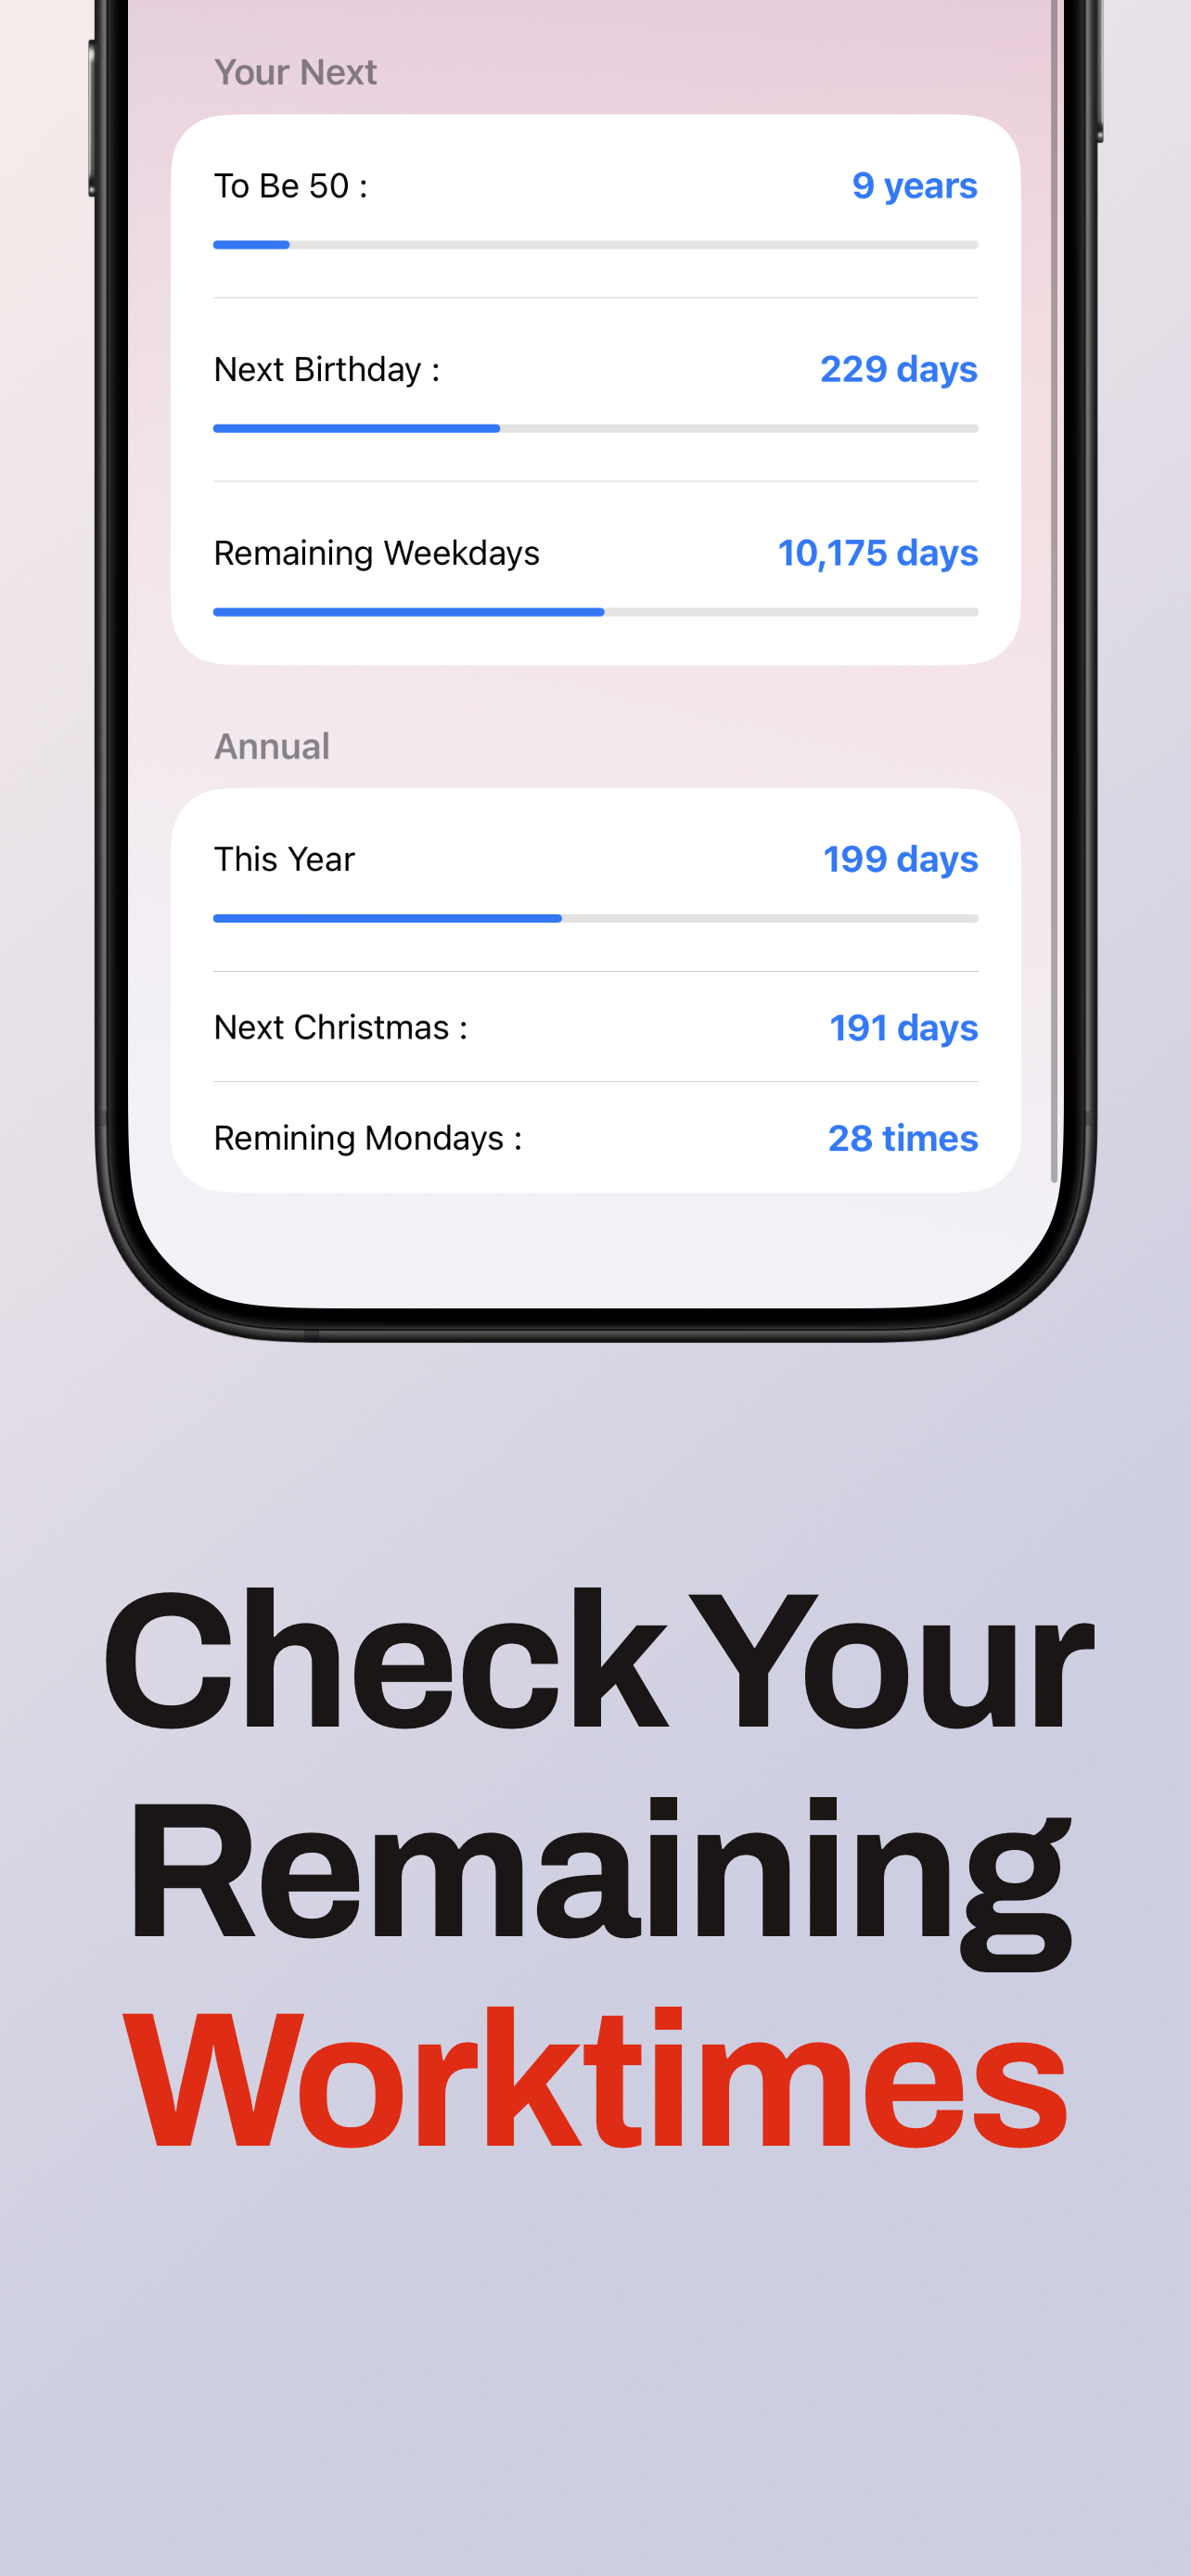 Your Next
To Be 50 : 9 years
Next Birthday : 229 days
Remaining Weekdays 10,175 days
Annual
This Year 199 days
Next Christmas : 191 days
Remining Mondays : 28 times
Check Your
Remaining
Worktimes